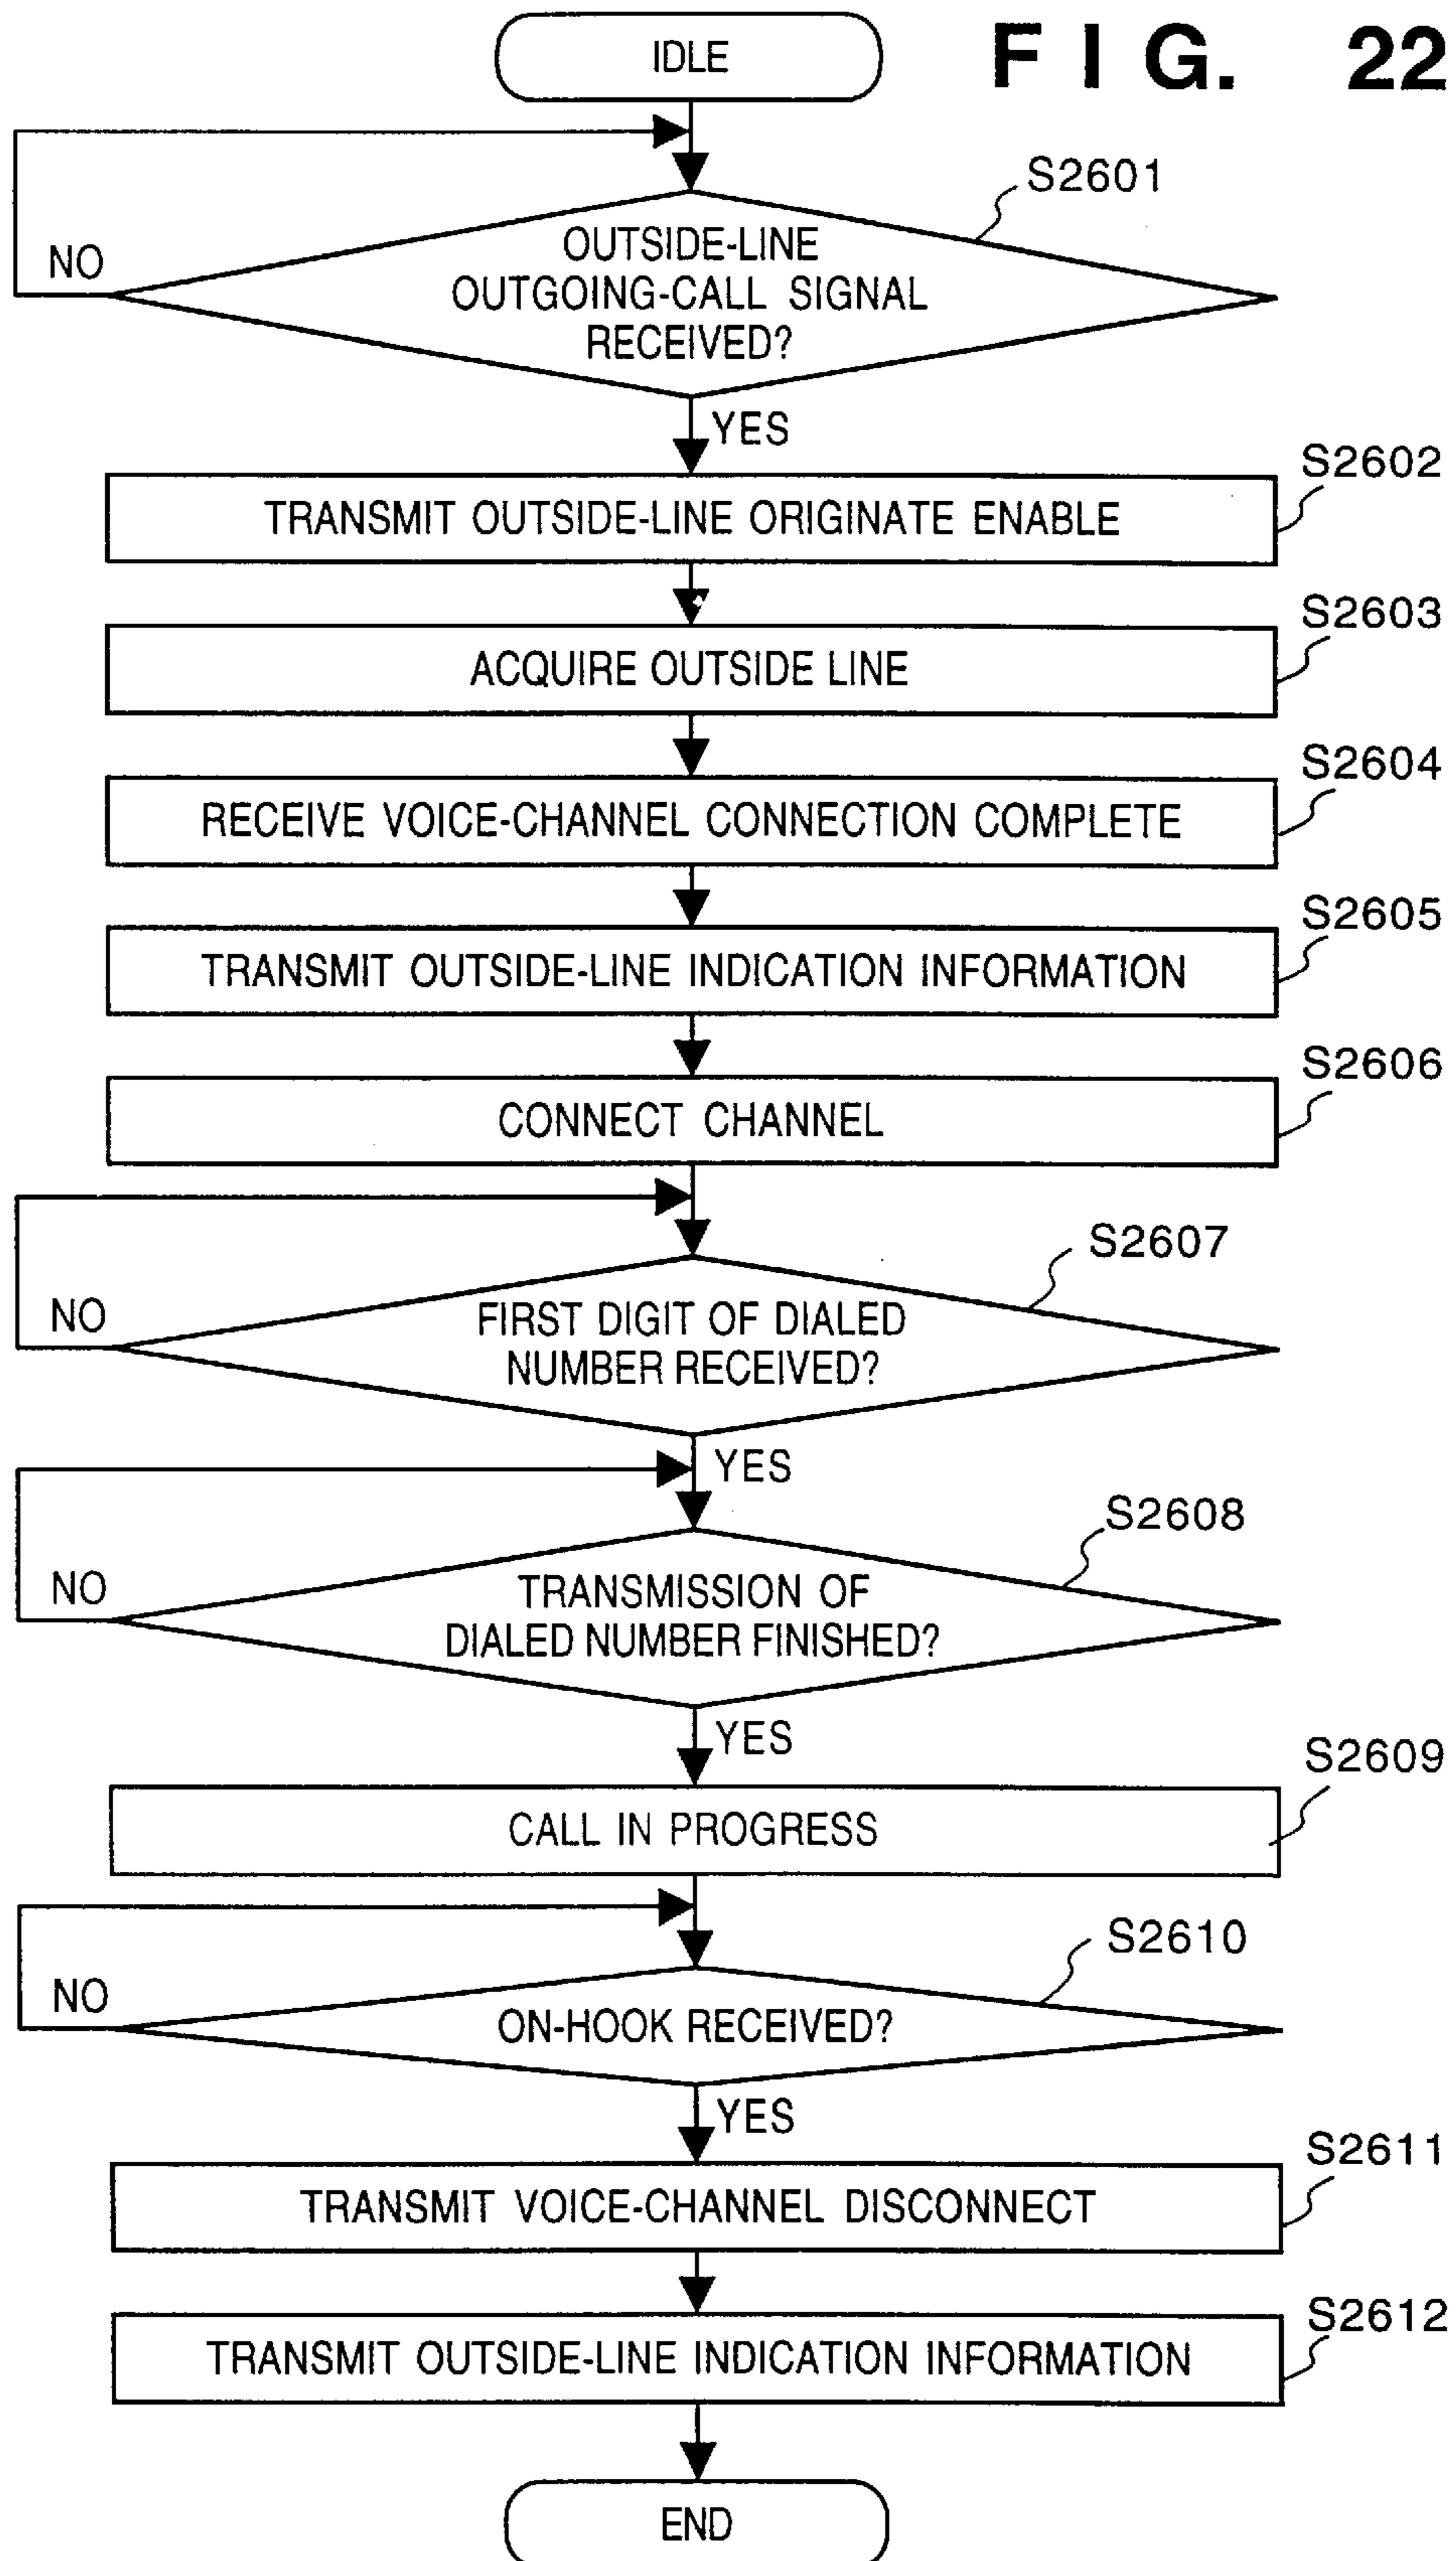 IDLE
FIG. 22
S2601
NO
OUTSIDE-LINE
OUTGOING-CALL SIGNAL
RECEIVED?
YES
S2602
TRANSMIT OUTSIDE-LINE ORIGINATE ENABLE
S2603
ACQUIRE OUTSIDE LINE
S2604
RECEIVE VOICE-CHANNEL CONNECTION COMPLETE
S2605
TRANSMIT OUTSIDE-LINE INDICATION INFORMATION
S2606
CONNECT CHANNEL
S2607
NO
FIRST DIGIT OF DIALED
NUMBER RECEIVED?
YES
S2608
NO
TRANSMISSION OF
DIALED NUMBER FINISHED?
YES
S2609
CALL IN PROGRESS
S2610
NO
ON-HOOK RECEIVED?
YES
S2611
TRANSMIT VOICE-CHANNEL DISCONNECT
S2612
TRANSMIT OUTSIDE-LINE INDICATION INFORMATION
END